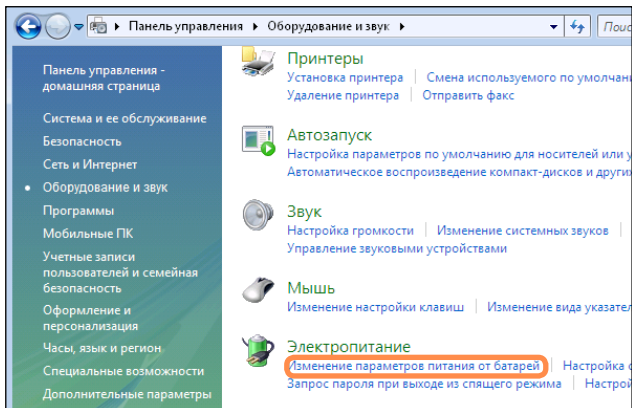 Панель управления ▸ Оборудование и звук ▸
Панель управления -
домашняя страница
Система и ее обслуживание
Безопасность
Сеть и Интернет
Оборудование и звук
Программы
Мобильные ПК
Учетные записи
пользователей и семейная
безопасность
Оформление и
персонализация
Часы, язык и регион
Специальные возможности
Дополнительные параметры
Принтеры
Установка принтера | Смена используемого по умолчан
Удаление принтера | Отправить факс
Автозапуск
Настройка параметров по умолчанию для носителей или у
Автоматическое воспроизведение компакт-дисков и други
Звук
Настройка громкости | Изменение системных звуков |
Управление звуковыми устройствами
Мышь
Изменение настройки клавиш | Изменение вида указател
Электропитание
Изменение параметров питания от батарей | Настройка
Запрос пароля при выходе из спящего режима | Настрой